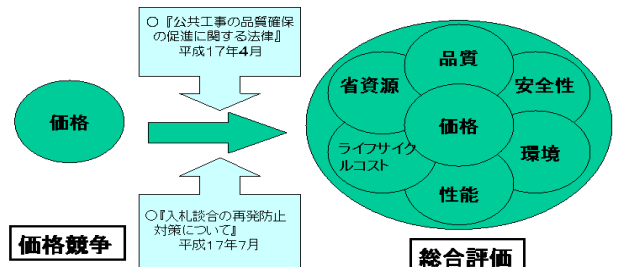 ○『公共工事の品質確保
の促進に関する法律』
平成17年4月
価格
○『入札談合の再発防止
対策について』
平成17年7月
価格競争
品質
省資源
安全性
価格
ライフサイク
ルコスト
環境
性能
総合評価